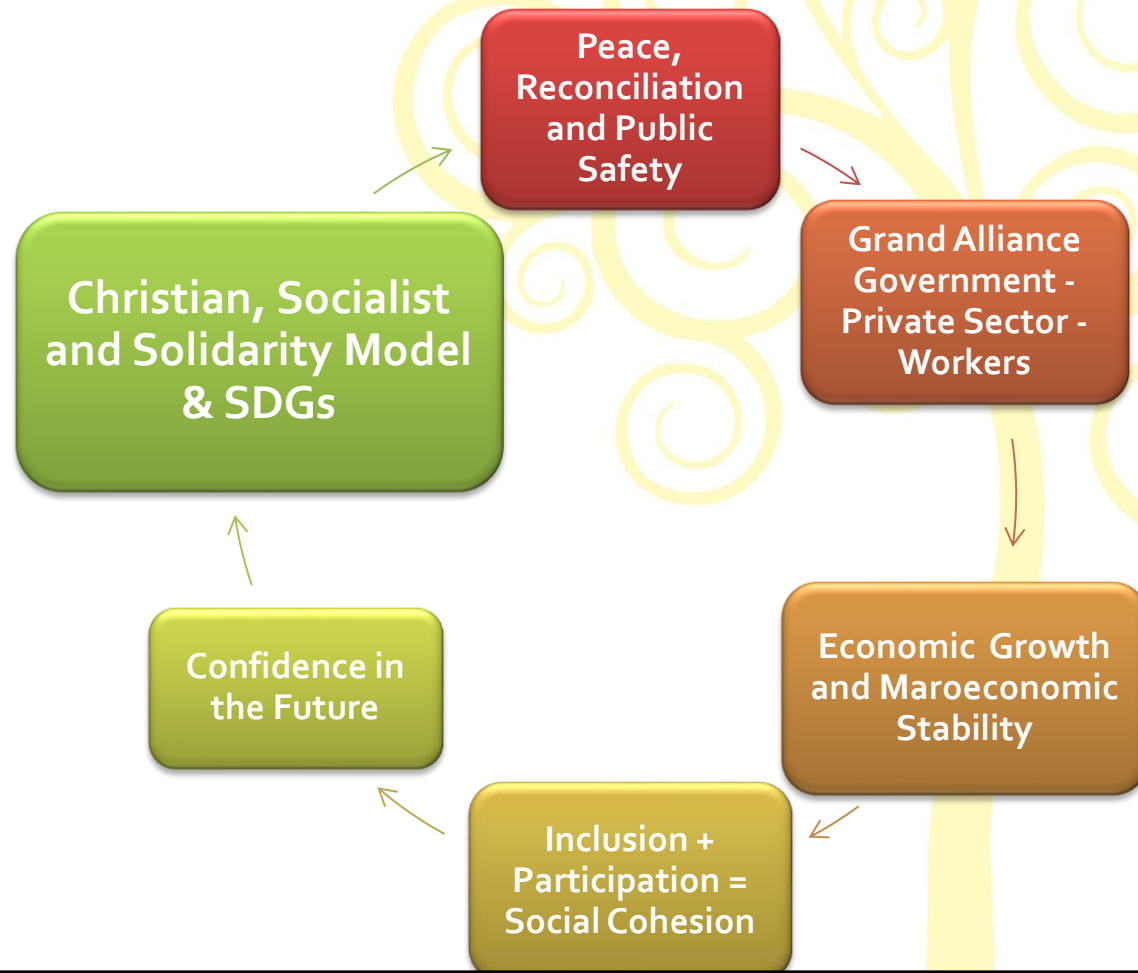 Peace,
Reconciliation
and Public
Safety
Grand Alliance
Government -
Private Sector -
Workers
Economic Growth
and Maroeconomic
Stability
Inclusion +
Participation =
Social Cohesion
Confidence in
the Future
Christian, Socialist
and Solidarity Model
& SDGs